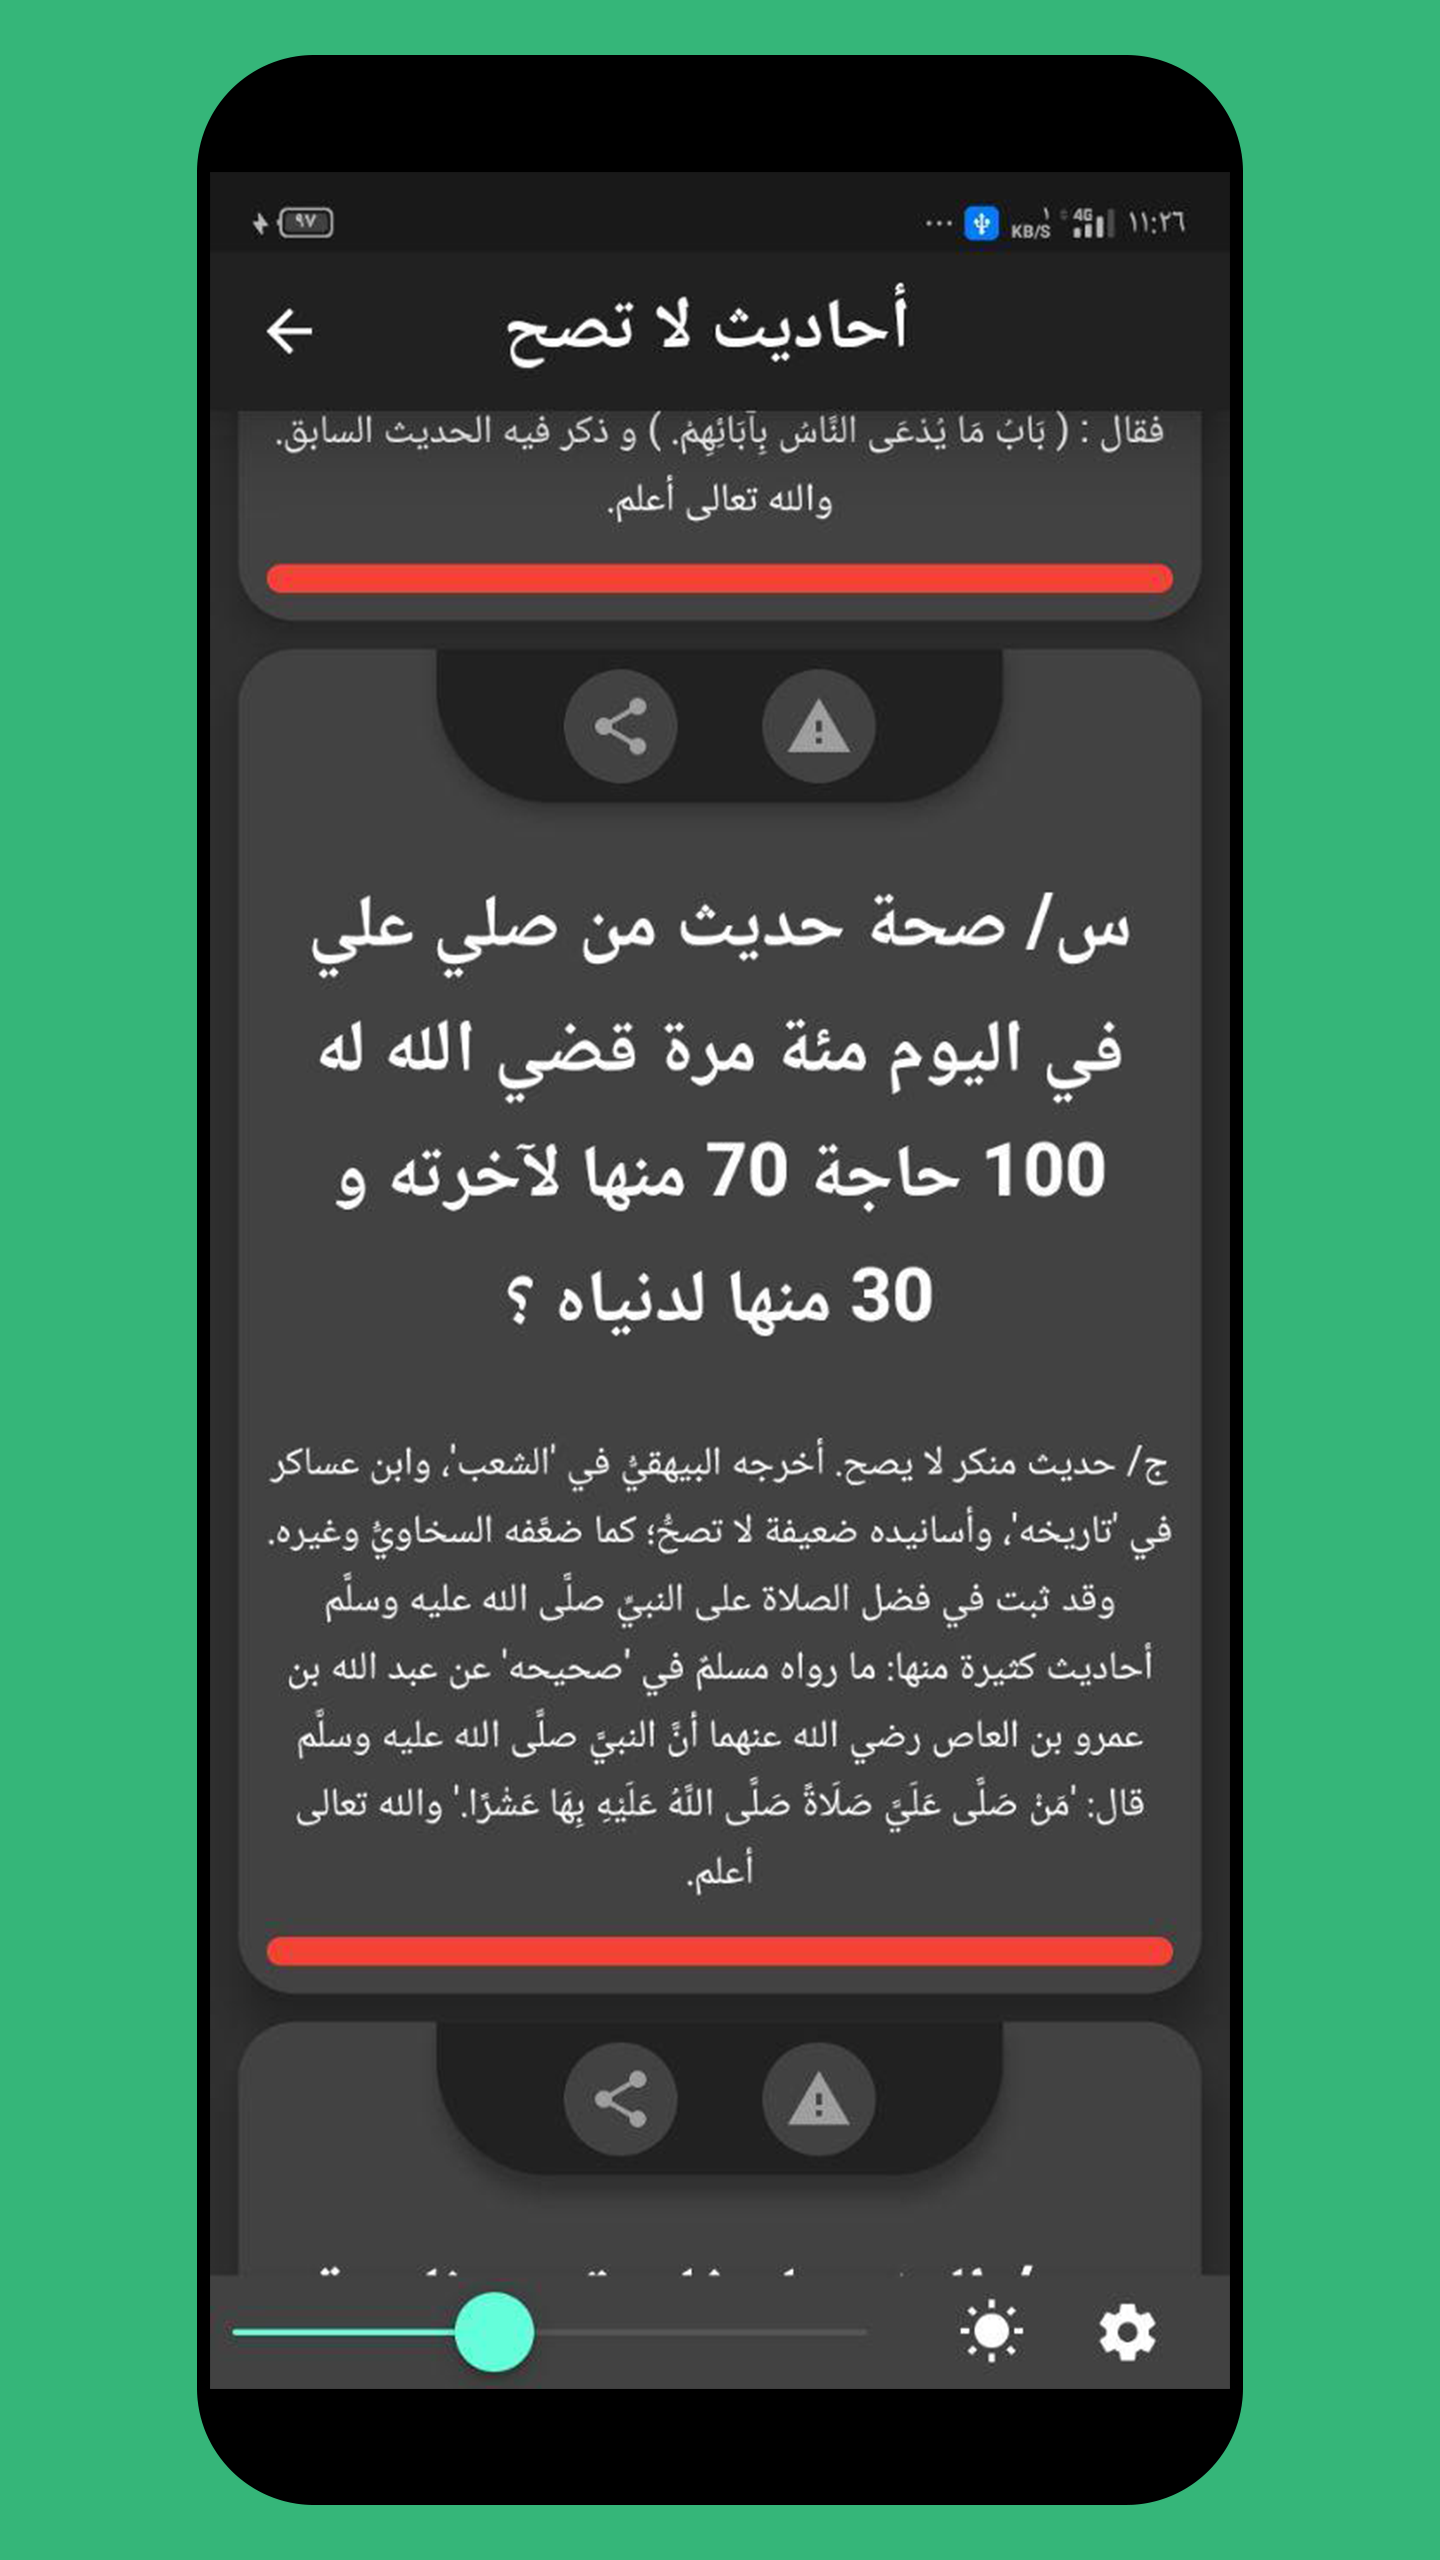 ٩٧
... ١ KB/S 4G ١١:٢٦
أحاديث لا تصح
فقال : ( بَابُ مَا يُدْعَى النَّاسُ بِآبَائِهِمْ. ) و ذكر فيه الحديث السابق.
والله تعالى أعلم.
س/ صحة حديث من صلي علي
في اليوم مئة مرة قضي الله له
100 حاجة 70 منها لآخرته و
30 منها لدنياه ؟
ج/ حديث منكر لا يصح. أخرجه البيهقيُّ في 'الشعب'، وابن عساكر
في 'تاريخه'، وأسانيده ضعيفة لا تصحُّ؛ كما ضعَّفه السخاويُّ وغيره.
وقد ثبت في فضل الصلاة على النبيِّ صلَّى الله عليه وسلَّم
أحاديث كثيرة منها: ما رواه مسلمٌ في 'صحيحه' عن عبد الله بن
عمرو بن العاص رضي الله عنهما أنَّ النبيَّ صلَّى الله عليه وسلَّم
قال: 'مَنْ صَلَّى عَلَيَّ صَلَاةً صَلَّى اللَّهُ عَلَيْهِ بِهَا عَشْرًا.' والله تعالى
أعلم.